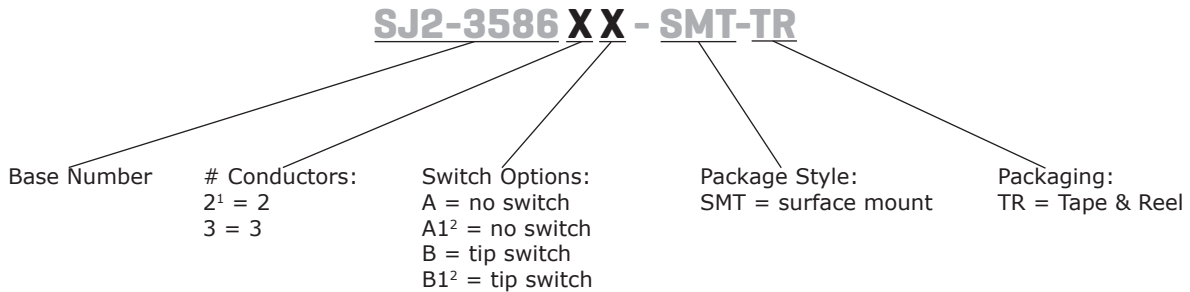 SJ2-3586 X X - SMT-TR
Base Number
# Conductors:
2¹ = 2
3 = 3
Switch Options:
A = no switch
A1² = no switch
B = tip switch
B1² = tip switch
Package Style:
SMT = surface mount
Packaging:
TR = Tape & Reel